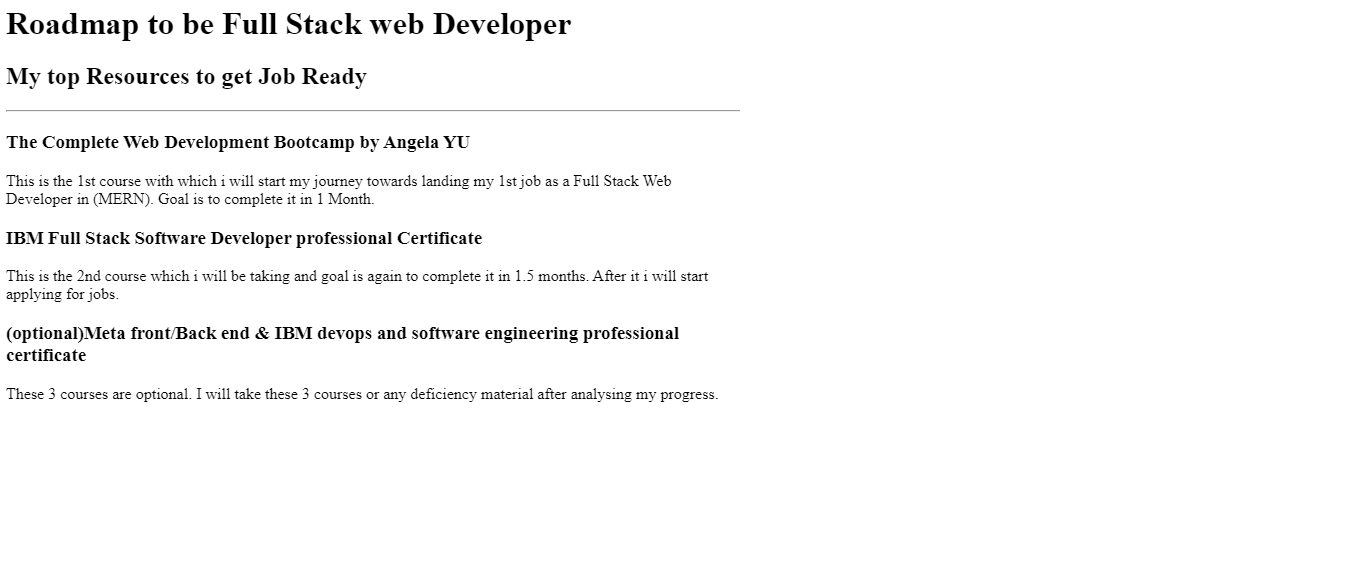 Roadmap to be Full Stack web Developer
My top Resources to get Job Ready
The Complete Web Development Bootcamp by Angela YU
This is the 1st course with which i will start my journey towards landing my 1st job as a Full Stack Web
Developer in (MERN). Goal is to complete it in 1 Month.
IBM Full Stack Software Developer professional Certificate
This is the 2nd course which i will be taking and goal is again to complete it in 1.5 months. After it i will start
applying for jobs.
(optional)Meta front/Back end & IBM devops and software engineering professional
certificate
These 3 courses are optional. I will take these 3 courses or any deficiency material after analysing my progress.